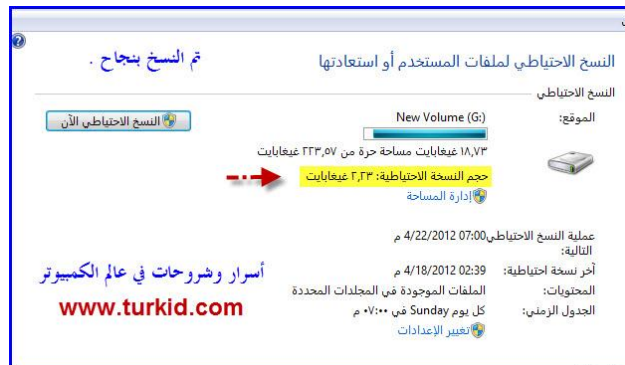 تم النسخ بنجاح .
النسخ الاحتياطي لملفات المستخدم أو استعادتها
النسخ الاحتياطي
الموقع:
New Volume (G:)
النسخ الاحتياطي الآن
١٨,٧٣ غيغابايت مساحة حرة من ٢٢٣,٥٧ غيغابايت
حجم النسخة الاحتياطية: ٢,٢٣ غيغابايت
إدارة المساحة
عملية النسخ الاحتياطي التالية:
4/22/2012 07:00 م
آخر نسخة احتياطية: 4/18/2012 02:39 م
المحتويات: الملفات الموجودة في المجلدات المحددة
الجدول الزمني: كل يوم Sunday في ٠٧:٠٠ م
تغيير الإعدادات
أسرار وشروحات في عالم الكمبيوتر
www.turkid.com